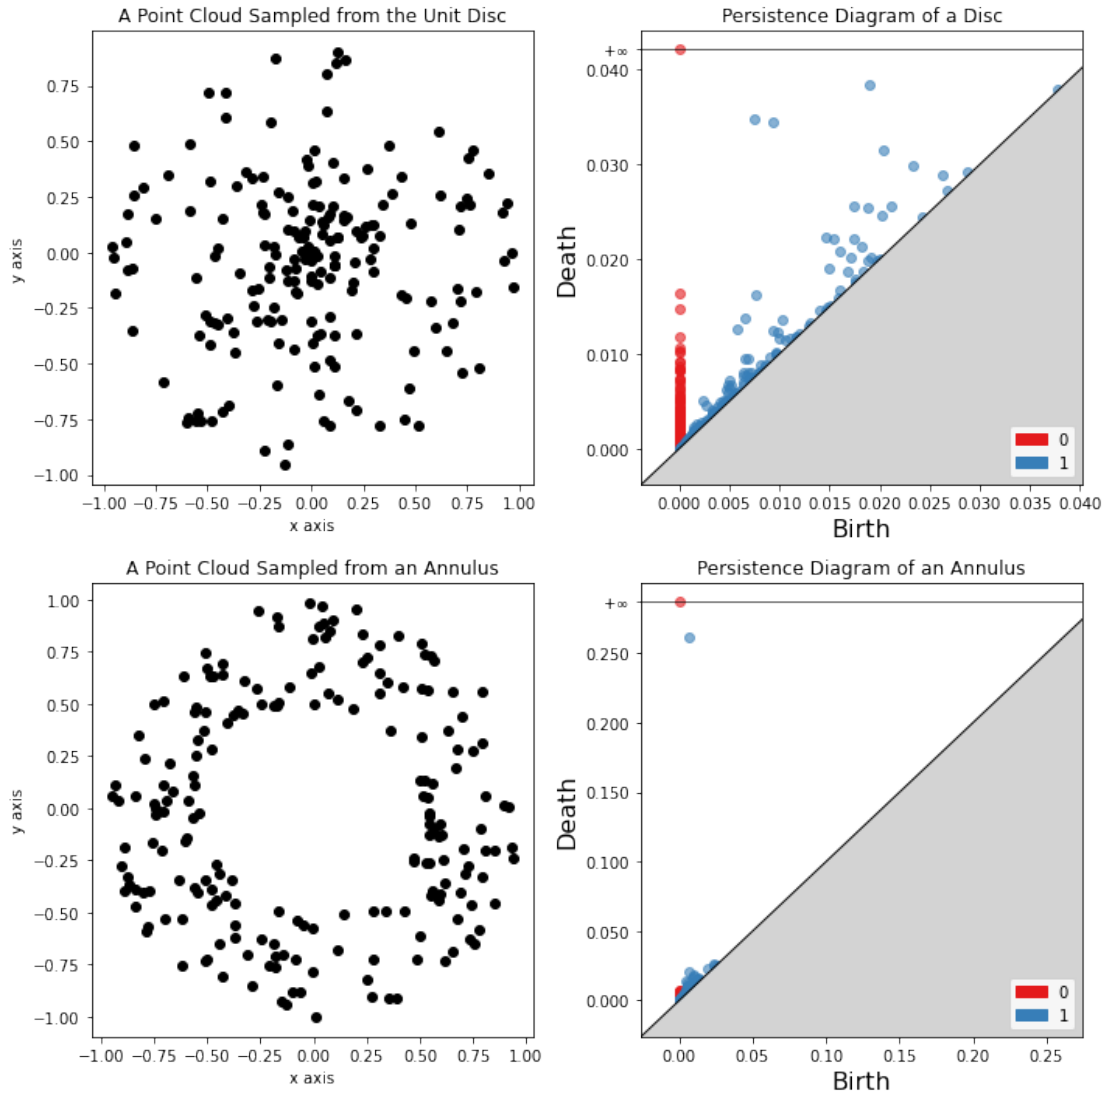 A Point Cloud Sampled from the Unit Disc
0.75
0.50
0.25
0.00
−0.25
−0.50
−0.75
−1.00
y axis
−1.00 −0.75 −0.50 −0.25 0.00 0.25 0.50 0.75 1.00
x axis
Persistence Diagram of a Disc
+∞
0.040
0.030
0.020
0.010
0.000
Death
0
1
0.000 0.005 0.010 0.015 0.020 0.025 0.030 0.035 0.040
Birth
A Point Cloud Sampled from an Annulus
1.00
0.75
0.50
0.25
0.00
−0.25
−0.50
−0.75
−1.00
y axis
−1.00 −0.75 −0.50 −0.25 0.00 0.25 0.50 0.75 1.00
x axis
Persistence Diagram of an Annulus
+∞
0.250
0.200
0.150
0.100
0.050
0.000
Death
0
1
0.00 0.05 0.10 0.15 0.20 0.25
Birth